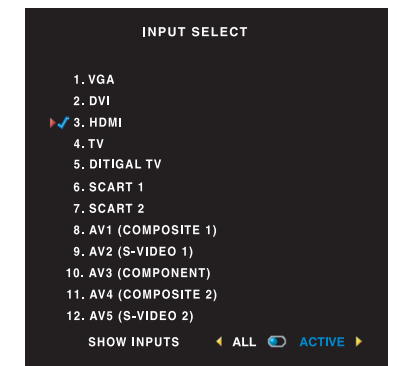 INPUT SELECT
1. VGA
2. DVI
3. HDMI
4. TV
5. DITIGAL TV
6. SCART 1
7. SCART 2
8. AV1 (COMPOSITE 1)
9. AV2 (S-VIDEO 1)
10. AV3 (COMPONENT)
11. AV4 (COMPOSITE 2)
12. AV5 (S-VIDEO 2)
SHOW INPUTS ALL ACTIVE